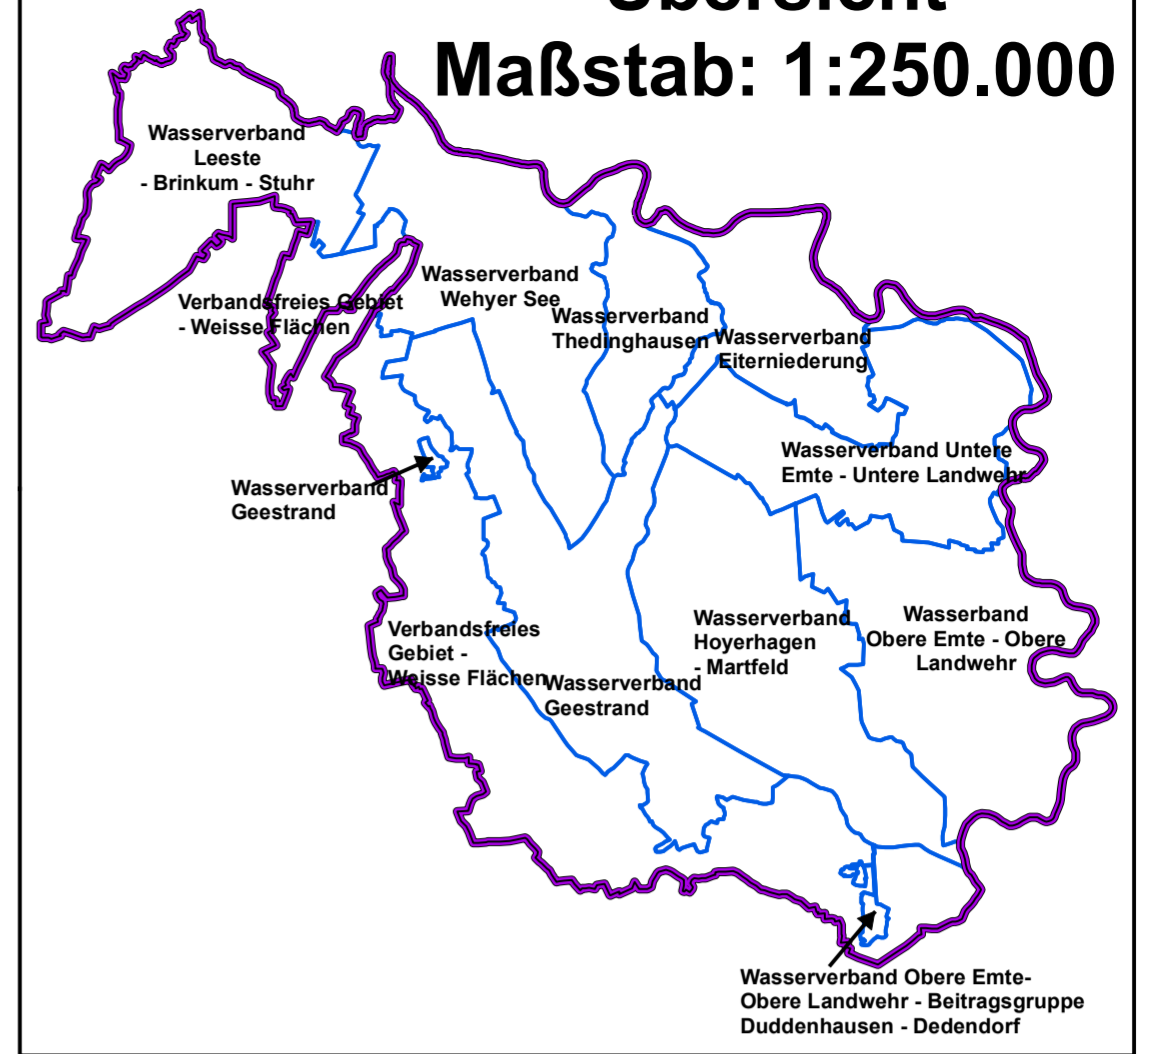 Übersicht
Maßstab: 1:250.000
Wasserverband
Leeste
- Brinkum - Stuhr
Verbandsfreies Gebiet
- Weisse Flächen
Wasserverband
Wehyer See
Wasserverband
Thedinghausen
Wasserverband
Eiterniederung
Wasserverband Untere
Emte - Untere Landwehr
Wasserverband
Geestrand
Verbandsfreies
Gebiet -
Weisse Flächen
Wasserverband
Geestrand
Wasserverband
Hoyerhagen
- Martfeld
Wasserband
Obere Emte - Obere
Landwehr
Wasserverband Obere Emte-
Obere Landwehr - Beitragsgruppe
Duddenhausen - Dedendorf